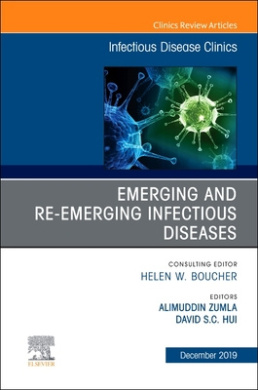 Clinics Review Articles
Infectious Disease Clinics
EMERGING AND
RE-EMERGING INFECTIOUS
DISEASES
CONSULTING EDITOR
HELEN W. BOUCHER
EDITORS
ALIMUDDIN ZUMLA
DAVID S.C. HUI
ELSEVIER
December 2019